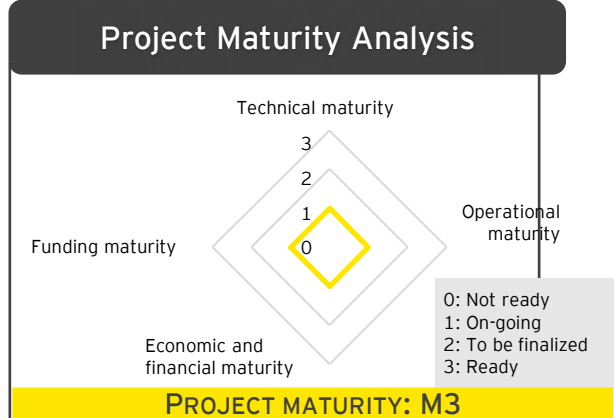 Project Maturity Analysis
Technical maturity
3
2
1
0
Operational
maturity
Funding maturity
Economic and
financial maturity
0: Not ready
1: On-going
2: To be finalized
3: Ready
PROJECT MATURITY: M3